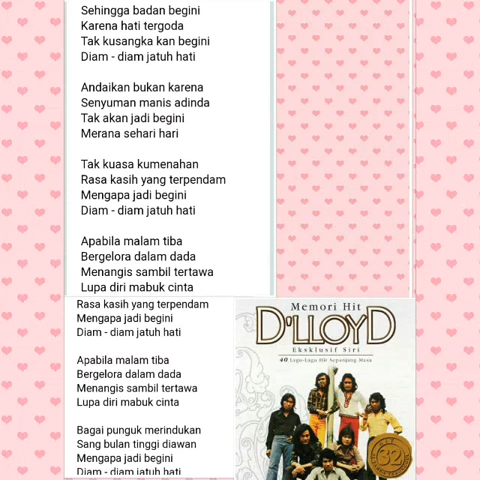 Sehingga badan begini
Karena hati tergoda
Tak kusangka kan begini
Diam - diam jatuh hati
Andaikan bukan karena
Senyuman manis adinda
Tak akan jadi begini
Merana sehari hari
Tak kuasa kumenahan
Rasa kasih yang terpendam
Mengapa jadi begini
Diam - diam jatuh hati
Apabila malam tiba
Bergelora dalam dada
Menangis sambil tertawa
Lupa diri mabuk cinta
Rasa kasih yang terpendam
Mengapa jadi begini
Diam - diam jatuh hati
Apabila malam tiba
Bergelora dalam dada
Menangis sambil tertawa
Lupa diri mabuk cinta
Bagai punguk merindukan
Sang bulan tinggi diawan
Mengapa jadi begini
Diam - diam jatuh hati
Memori Hit
D'LLOYD
Eksklusif Siri
40 Lagu-Lagu Hit Sepanjang Masa
32